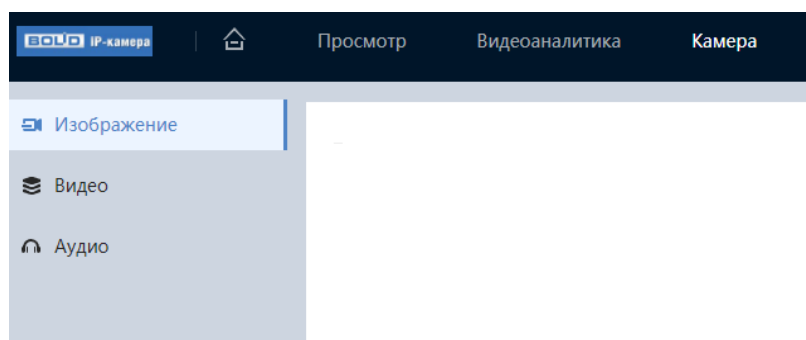 BOLID IP-камера
Просмотр Видеоаналитика Камера
Изображение
Видео
Аудио